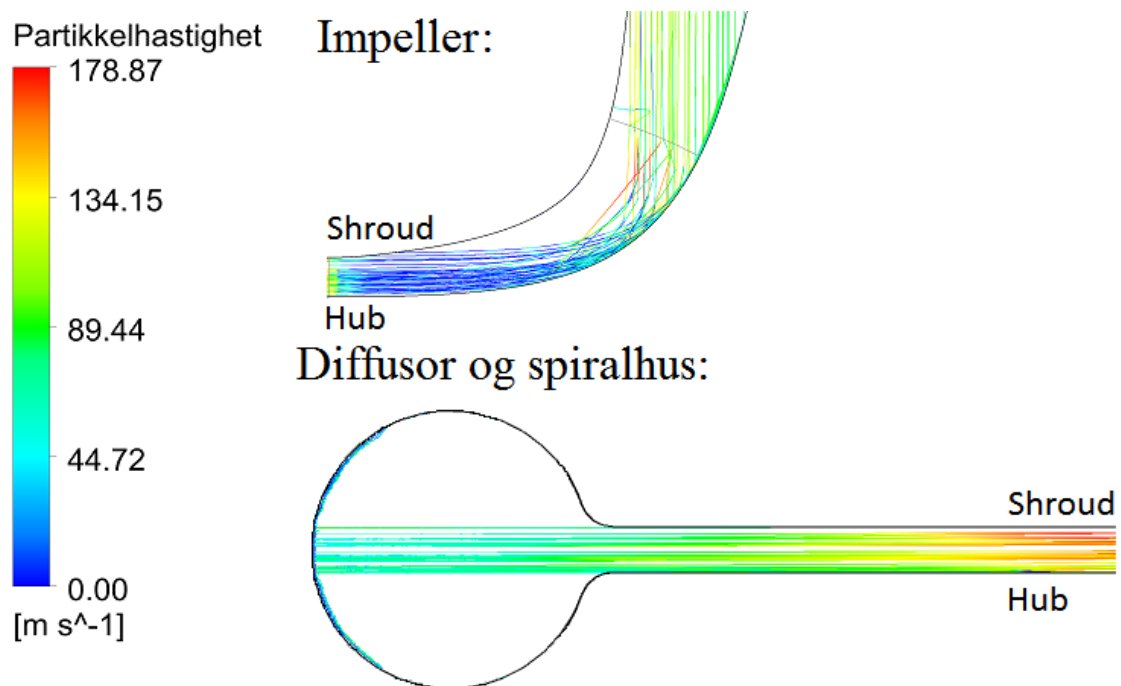 Partikkelhastighet
178.87
134.15
89.44
44.72
0.00
[m s^-1]
Impeller:
Shroud
Hub
Diffusor og spiralhus:
Shroud
Hub